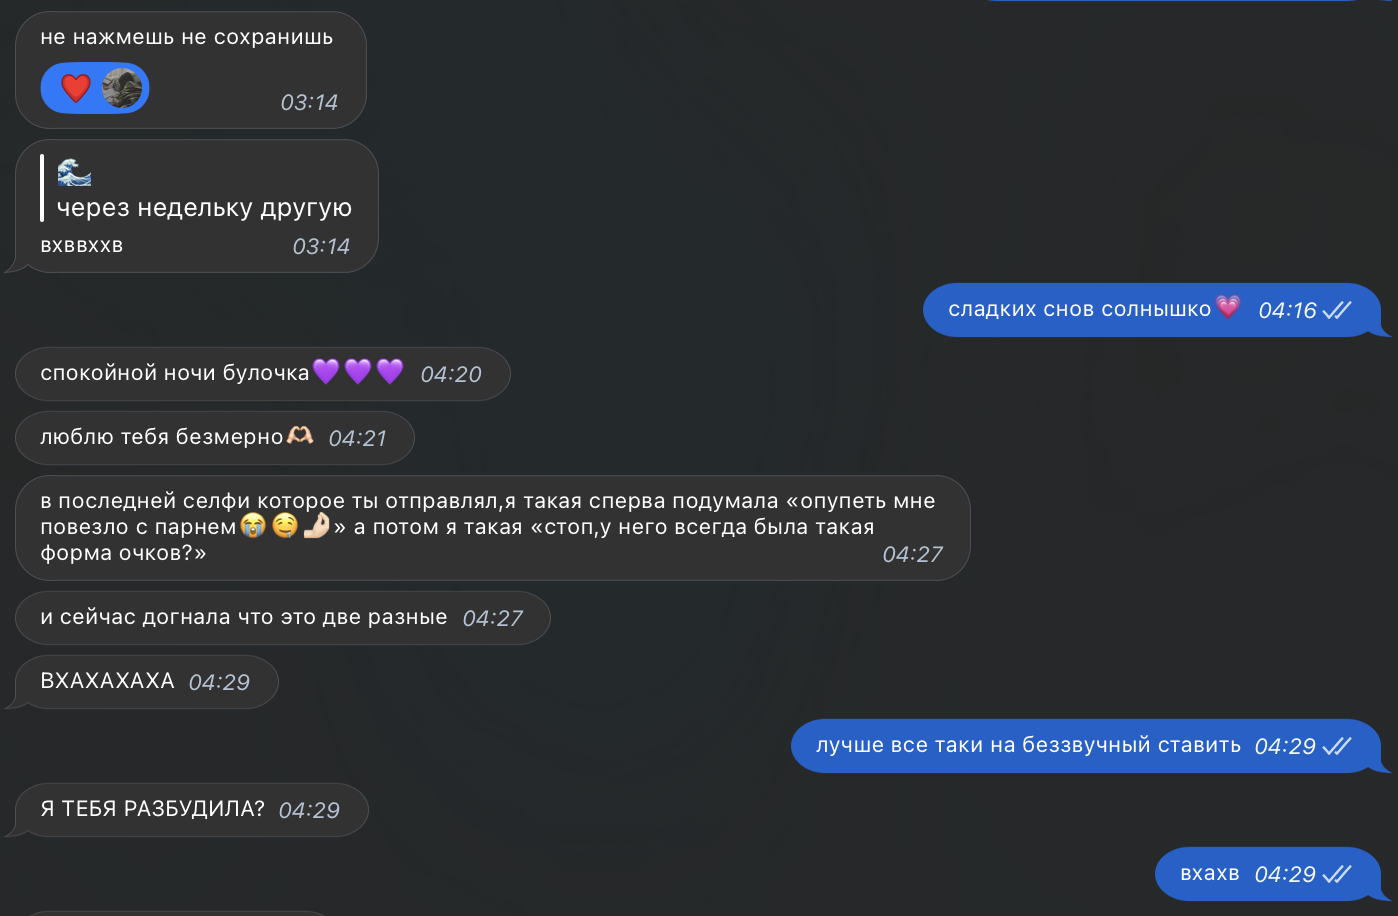 не нажмешь не сохранишь
❤️
03:14
🌊
через недельку другую
вхввххв 03:14
сладких снов солнышко💗 04:16
спокойной ночи булочка💜💜💜 04:20
люблю тебя безмерно🫶🏻 04:21
в последней селфи которое ты отправлял,я такая сперва подумала «опупеть мне
повезло с парнем😭🤤🤌🏻» а потом я такая «стоп,у него всегда была такая
форма очков?» 04:27
и сейчас догнала что это две разные 04:27
ВХАХАХАХА 04:29
лучше все таки на беззвучный ставить 04:29
Я ТЕБЯ РАЗБУДИЛА? 04:29
вхахв 04:29